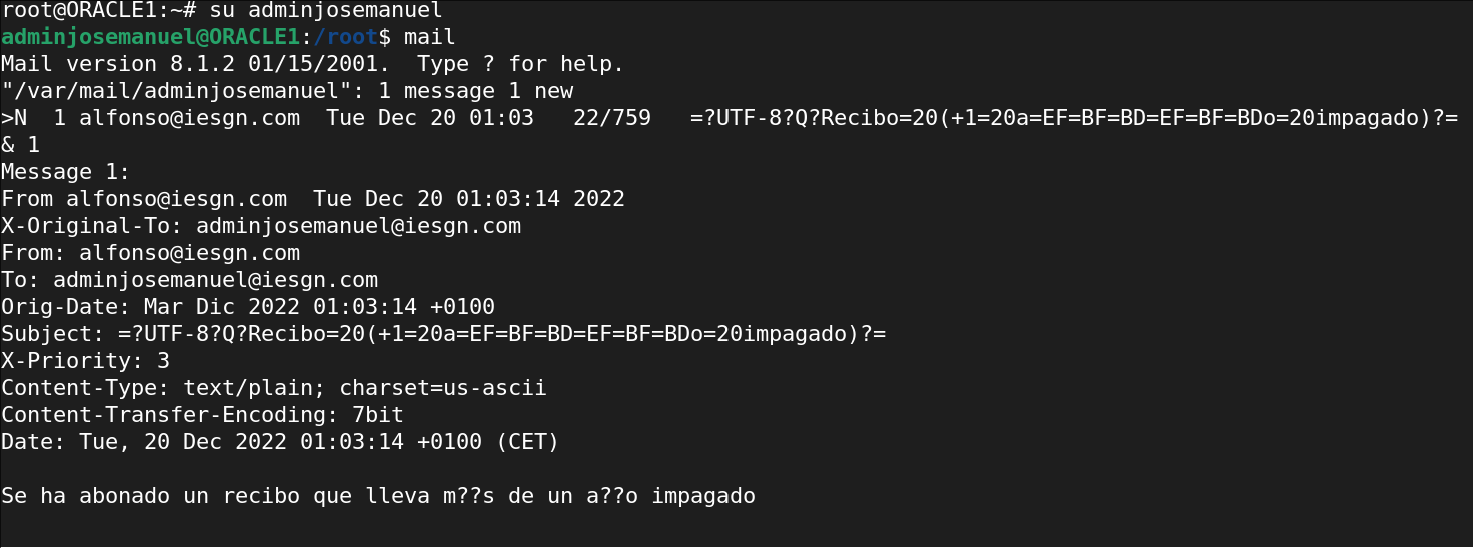 root@ORACLE1:~# su adminjosemanuel
adminjosemanuel@ORACLE1:/root$ mail
Mail version 8.1.2 01/15/2001.  Type ? for help.
"/var/mail/adminjosemanuel": 1 message 1 new
>N  1 alfonso@iesgn.com  Tue Dec 20 01:03   22/759   =?UTF-8?Q?Recibo=20(+1=20a=EF=BF=BD=EF=BF=BDo=20impagado)?=
& 1
Message 1:
From alfonso@iesgn.com  Tue Dec 20 01:03:14 2022
X-Original-To: adminjosemanuel@iesgn.com
From: alfonso@iesgn.com
To: adminjosemanuel@iesgn.com
Orig-Date: Mar Dic 2022 01:03:14 +0100
Subject: =?UTF-8?Q?Recibo=20(+1=20a=EF=BF=BD=EF=BF=BDo=20impagado)?=
X-Priority: 3
Content-Type: text/plain; charset=us-ascii
Content-Transfer-Encoding: 7bit
Date: Tue, 20 Dec 2022 01:03:14 +0100 (CET)

Se ha abonado un recibo que lleva m??s de un a??o impagado